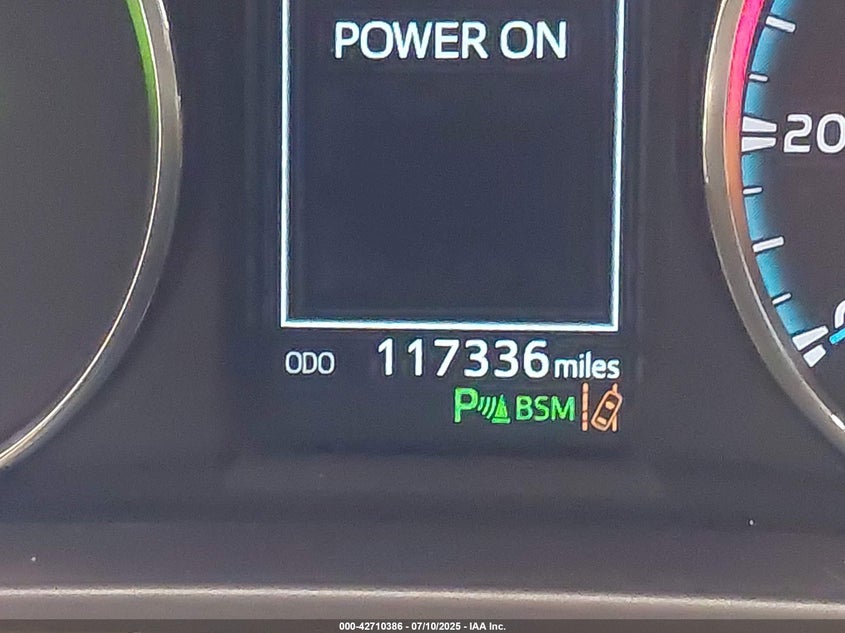 POWER ON
20
ODO 117336 miles
P BSM
000-42710386 - 07/10/2025 - IAA Inc.